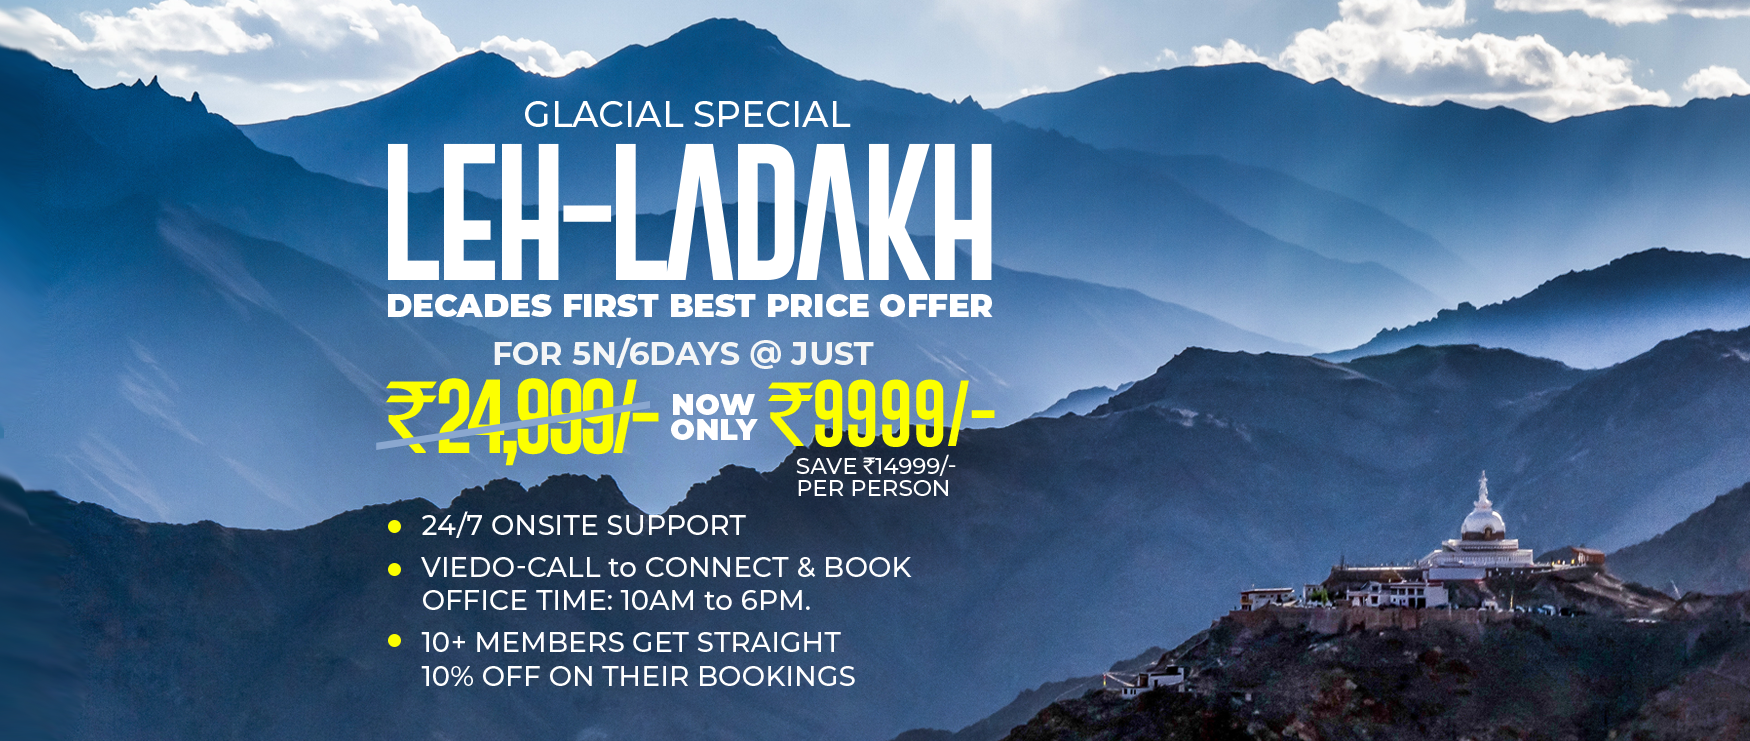 GLACIAL SPECIAL
LEH-LADAKH
DECADES FIRST BEST PRICE OFFER
FOR 5N/6DAYS @ JUST
₹24,999/- NOW ONLY ₹9999/-
SAVE ₹14999/-
PER PERSON
24/7 ONSITE SUPPORT
VIEDO-CALL to CONNECT & BOOK
OFFICE TIME: 10AM to 6PM.
10+ MEMBERS GET STRAIGHT
10% OFF ON THEIR BOOKINGS